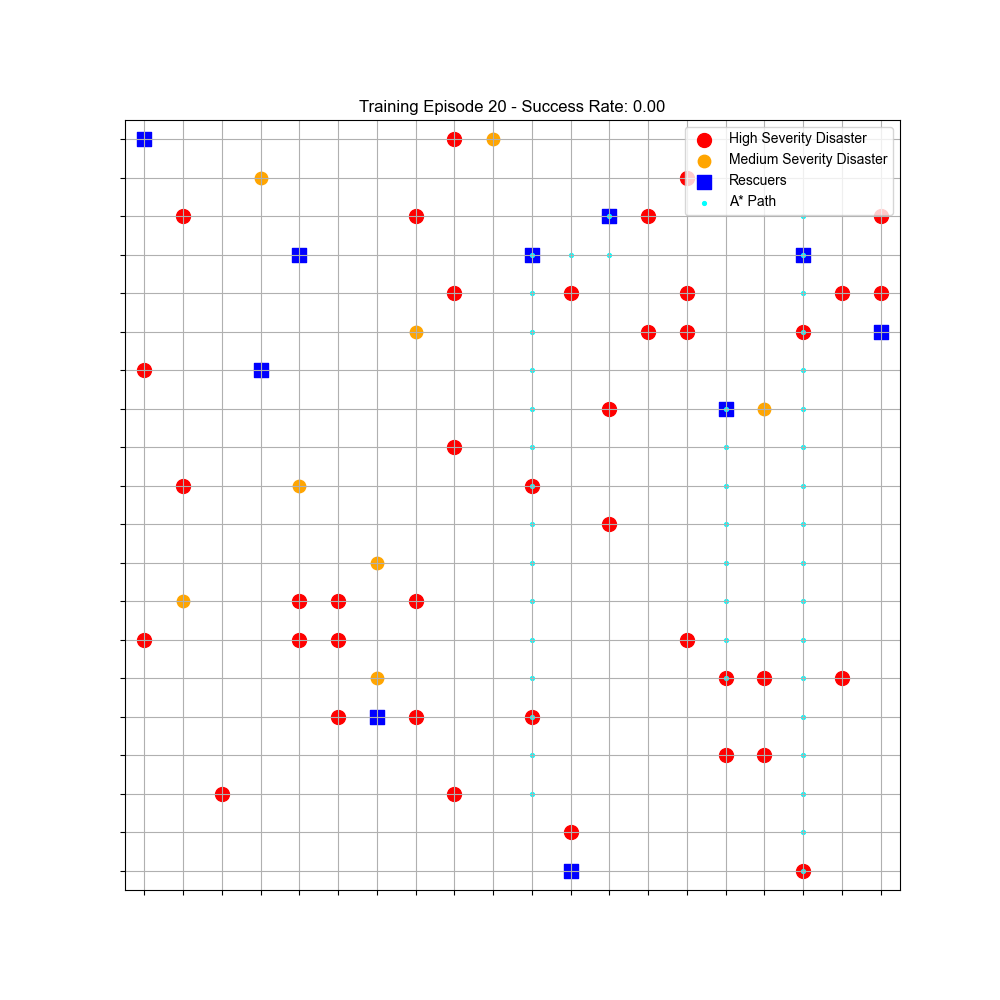 Training Episode 20 - Success Rate: 0.00
High Severity Disaster
Medium Severity Disaster
Rescuers
A* Path